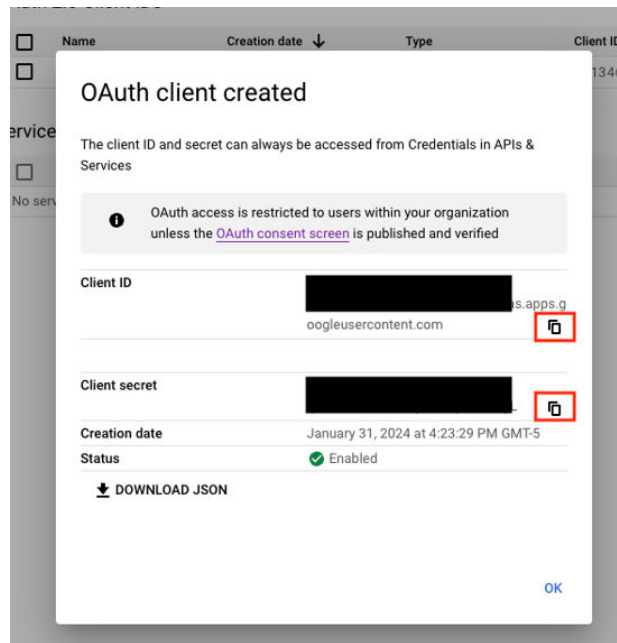 Name Creation date Type Client ID
OAuth client created
The client ID and secret can always be accessed from Credentials in APIs &
Services
OAuth access is restricted to users within your organization
unless the OAuth consent screen is published and verified
Client ID
s.apps.g
oogleusercontent.com
Client secret
Creation date January 31, 2024 at 4:23:29 PM GMT-5
Status Enabled
DOWNLOAD JSON
OK